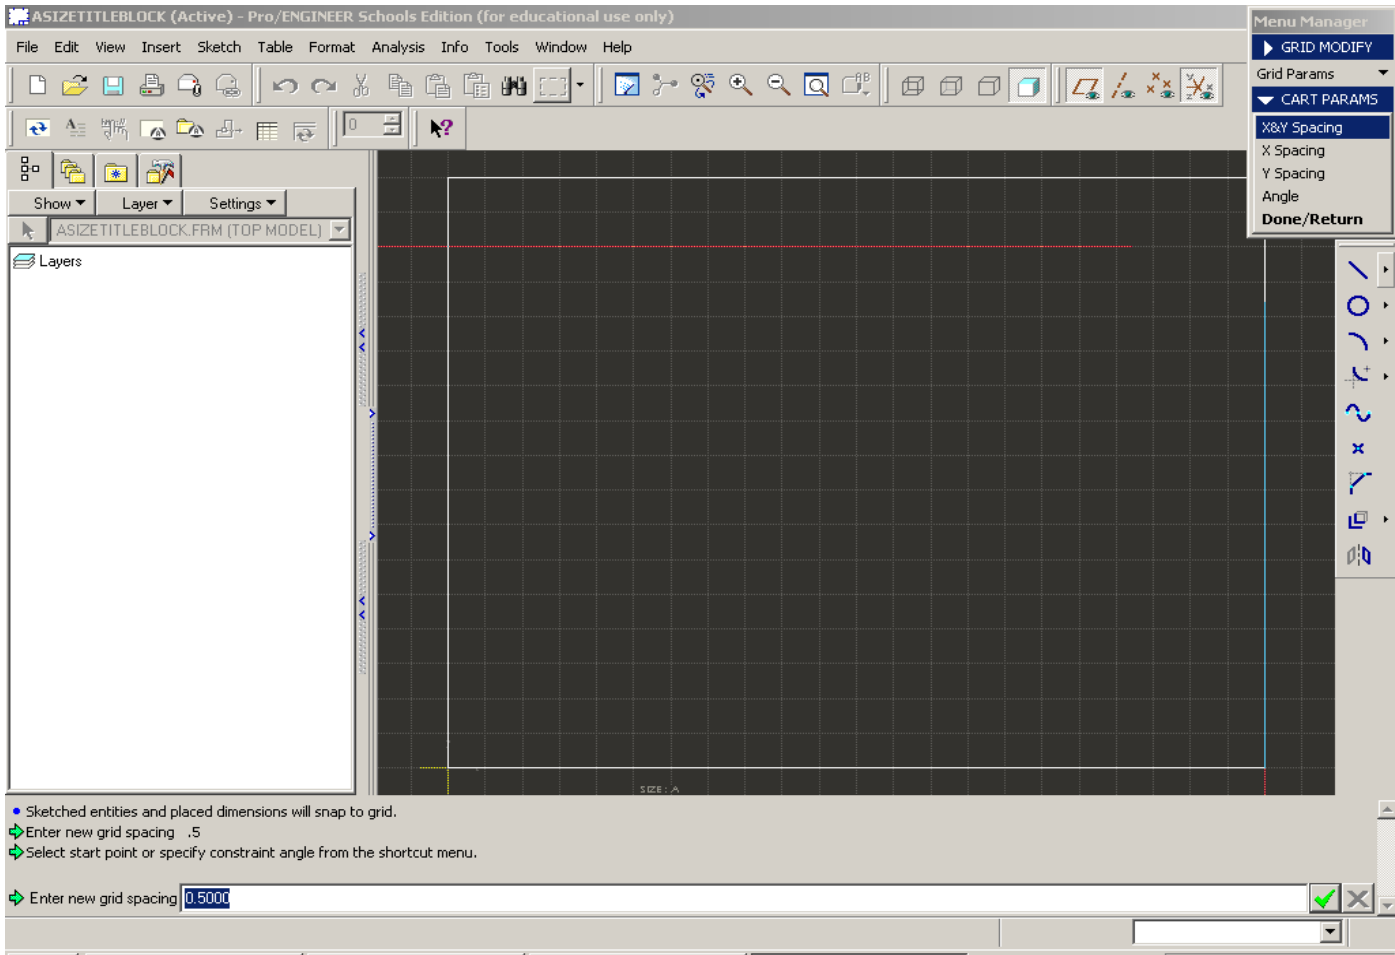 ASIZETITLEBLOCK (Active) - Pro/ENGINEER Schools Edition (for educational use only)
Menu Manager
File Edit View Insert Sketch Table Format Analysis Info Tools Window Help
GRID MODIFY
Grid Params
CART PARAMS
X&Y Spacing
X Spacing
Y Spacing
Angle
Done/Return
AB
0
?
Show Layer Settings
ASIZETITLEBLOCK.FRM (TOP MODEL)
Layers
SIZE : A
Sketched entities and placed dimensions will snap to grid.
Enter new grid spacing .5
Select start point or specify constraint angle from the shortcut menu.
Enter new grid spacing 0.5000